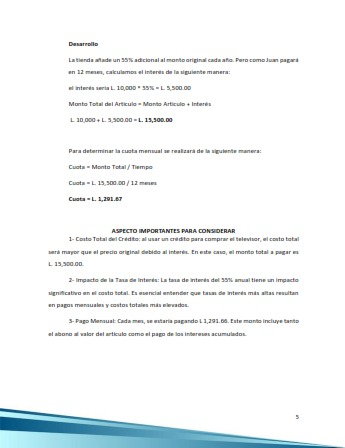 Desarrollo
La tienda añade un 55% adicional al monto original cada año. Pero como Juan pagará
en 12 meses, calculamos el interés de la siguiente manera:
el interés sería L. 10,000 * 55% = L. 5,500.00
Monto Total del Artículo = Monto Artículo + Interés
L. 10,000 + L. 5,500.00 = L. 15,500.00
Para determinar la cuota mensual se realizará de la siguiente manera:
Cuota = Monto Total / Tiempo
Cuota = L. 15,500.00 / 12 meses
Cuota = L. 1,291.67
ASPECTO IMPORTANTES PARA CONSIDERAR
1- Costo Total del Crédito: al usar un crédito para comprar el televisor, el costo total
será mayor que el precio original debido al interés. En este caso, el monto total a pagar es
L. 15,500.00.
2- Impacto de la Tasa de Interés: La tasa de interés del 55% anual tiene un impacto
significativo en el costo total. Es esencial entender que tasas de interés más altas resultan
en pagos mensuales y costos totales más elevados.
3- Pago Mensual: Cada mes, se estaría pagando L 1,291.66. Este monto incluye tanto
el abono al valor del artículo como el pago de los intereses acumulados.
5